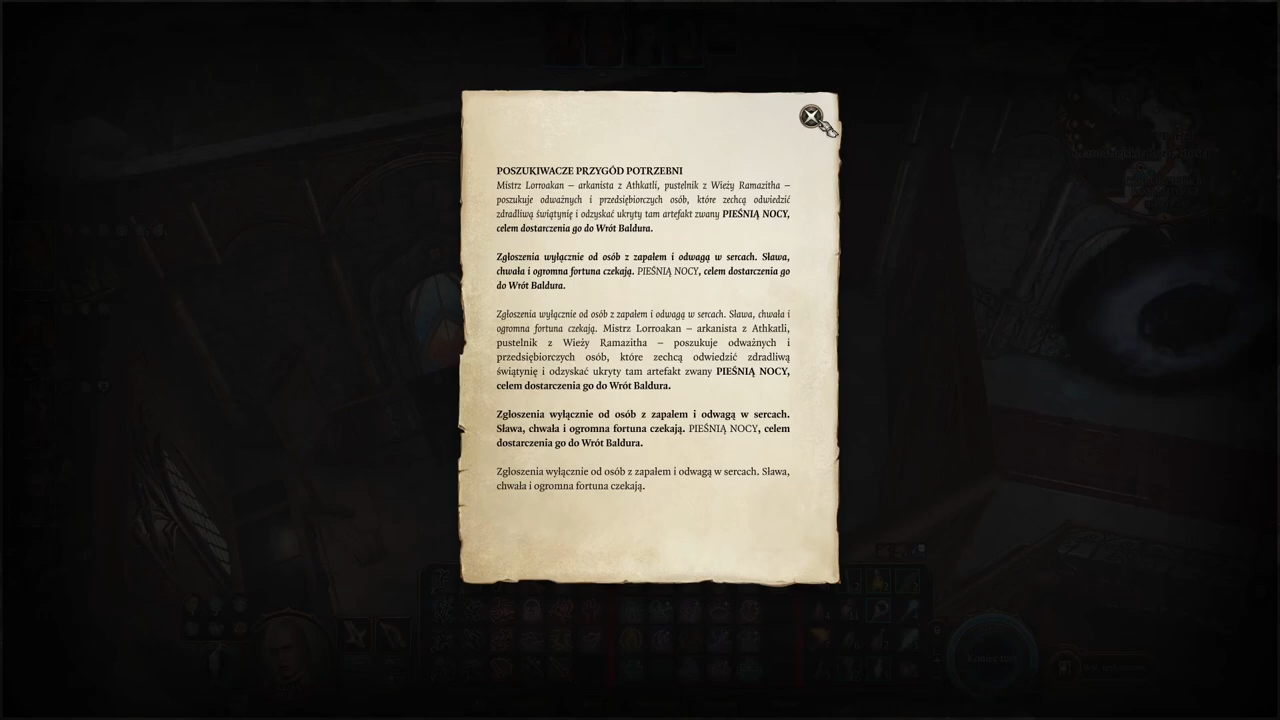 POSZUKIWACZE PRZYGÓD POTRZEBNI
Mistrz Lorroakan – arkanista z Athkatli, pustelnik z Wieży Ramazitha –
poszukuje odważnych i przedsiębiorczych osób, które zechcą odwiedzić
zdradliwą świątynię i odzyskać ukryty tam artefakt zwany PIEŚNIĄ NOCY,
celem dostarczenia go do Wrót Baldura.
Zgłoszenia wyłącznie od osób z zapałem i odwagą w sercach. Sława,
chwała i ogromna fortuna czekają. PIEŚNIĄ NOCY, celem dostarczenia go
do Wrót Baldura.
Zgłoszenia wyłącznie od osób z zapałem i odwagą w sercach. Sława, chwała i
ogromna fortuna czekają. Mistrz Lorroakan – arkanista z Athkatli,
pustelnik z Wieży Ramazitha – poszukuje odważnych i
przedsiębiorczych osób, które zechcą odwiedzić zdradliwą
świątynię i odzyskać ukryty tam artefakt zwany PIEŚNIĄ NOCY,
celem dostarczenia go do Wrót Baldura.
Zgłoszenia wyłącznie od osób z zapałem i odwagą w sercach.
Sława, chwała i ogromna fortuna czekają. PIEŚNIĄ NOCY, celem
dostarczenia go do Wrót Baldura.
Zgłoszenia wyłącznie od osób z zapałem i odwagą w sercach. Sława,
chwała i ogromna fortuna czekają.